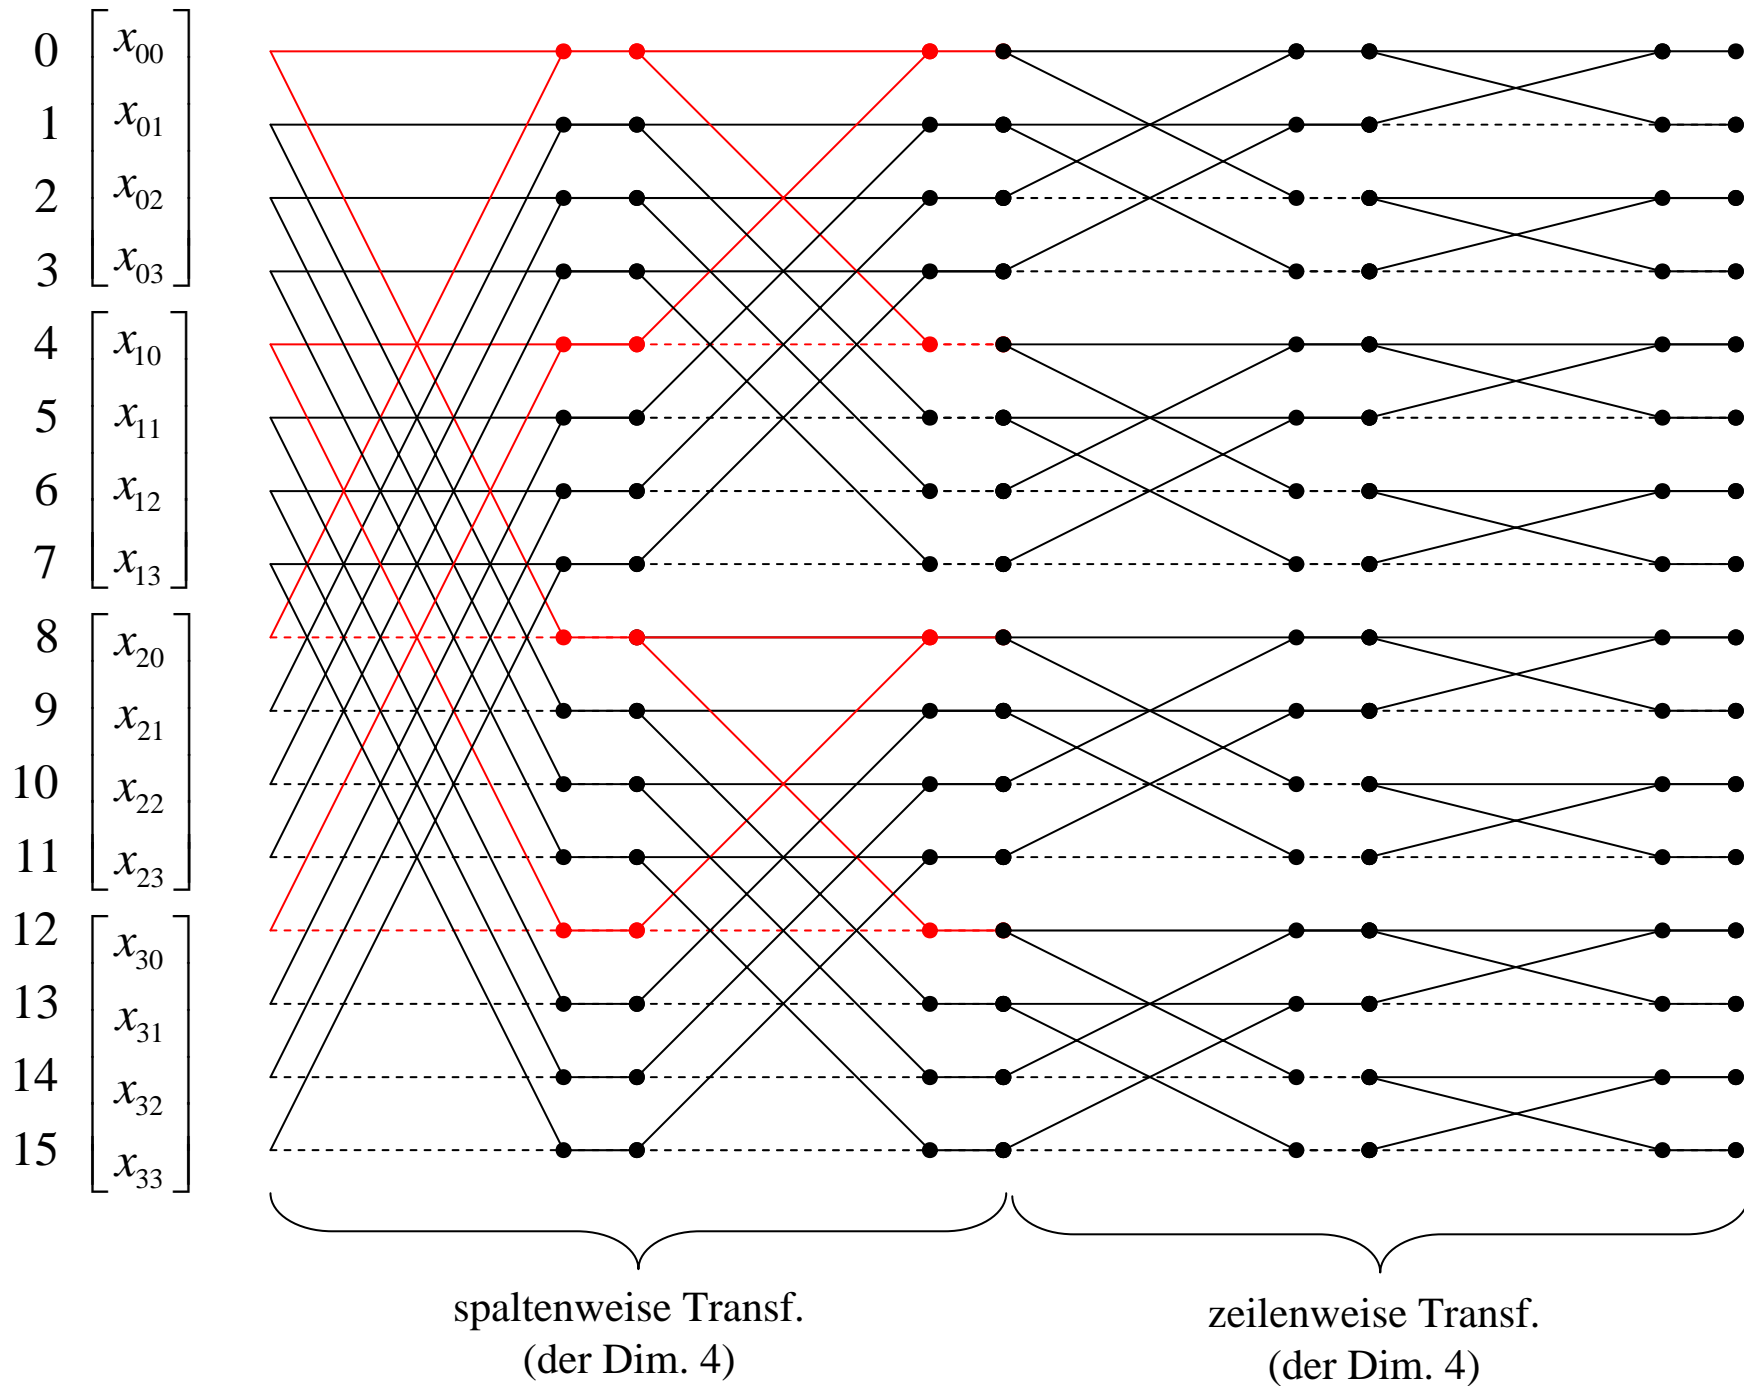 0 x00
1 x01
2 x02
3 x03
4 x10
5 x11
6 x12
7 x13
8 x20
9 x21
10 x22
11 x23
12 x30
13 x31
14 x32
15 x33
spaltenweise Transf.
(der Dim. 4)
zeilenweise Transf.
(der Dim. 4)